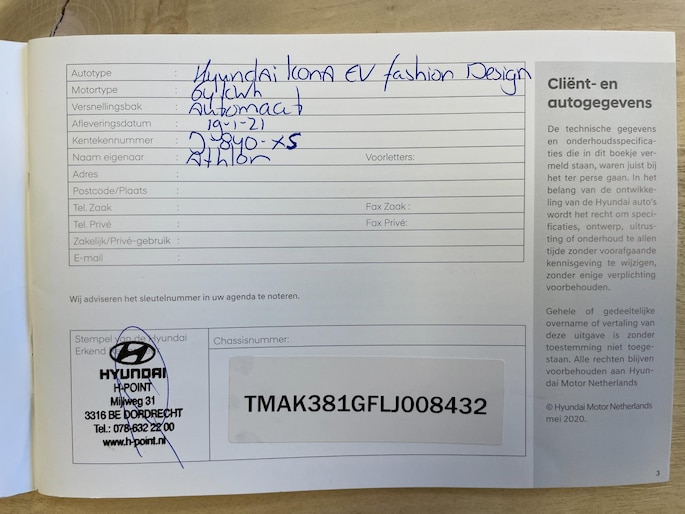 Autotype : Hyundai Kona EV fashion Design
Motortype : 64 kWh
Versnellingsbak : Automaat
Afleveringsdatum : 19-1-21
Kentekennummer : J-840-XS
Naam eigenaar : Athlon Voorletters:
Adres :
Postcode/Plaats :
Tel. Zaak : Fax Zaak :
Tel. Privé : Fax Privé:
Zakelijk/Privé-gebruik :
E-mail :
Wij adviseren het sleutelnummer in uw agenda te noteren.
Stempel van de Hyundai
Erkend
HYUNDAI
H-POINT
Mijlweg 31
3316 BE DORDRECHT
Tel.: 078-632 22 00
www.h-point.nl
Chassisnummer:
TMAK381GFLJ008432
Cliënt- en
autogegevens
De technische gegevens
en onderhoudsspecifica-
ties die in dit boekje ver-
meld staan, waren juist bij
het ter perse gaan. In het
belang van de ontwikke-
ling van de Hyundai auto's
wordt het recht om speci-
ficaties, ontwerp, uitrus-
ting of onderhoud te allen
tijde zonder voorafgaande
kennisgeving te wijzigen,
zonder enige verplichting
voorbehouden.
Gehele of gedeeltelijke
overname of vertaling van
deze uitgave is zonder
toestemming niet toege-
staan. Alle rechten blijven
voorbehouden aan Hyun-
dai Motor Netherlands
© Hyundai Motor Netherlands
mei 2020.
3